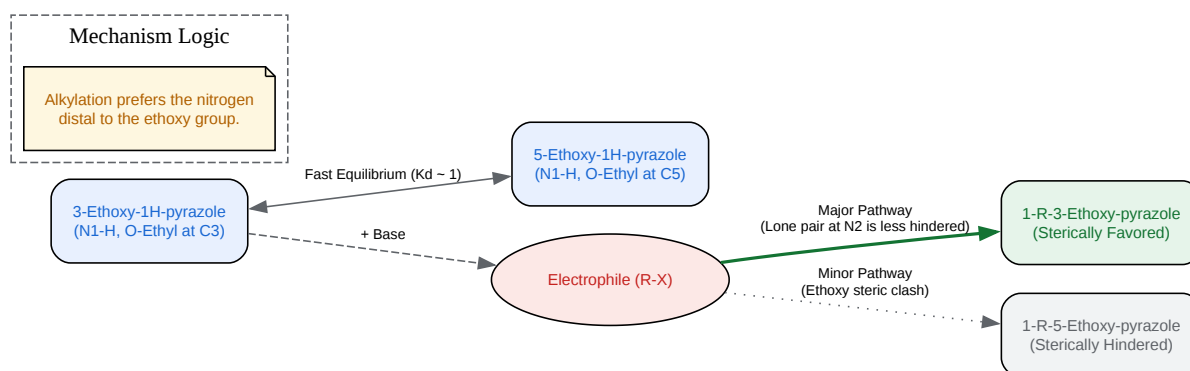 Mechanism Logic
Alkylation prefers the nitrogen
distal to the ethoxy group.
3-Ethoxy-1H-pyrazole
(N1-H, O-Ethyl at C3)
Fast Equilibrium (Kd ~ 1)
5-Ethoxy-1H-pyrazole
(N1-H, O-Ethyl at C5)
+ Base
Electrophile (R-X)
Major Pathway
(Lone pair at N2 is less hindered)
Minor Pathway
(Ethoxy steric clash)
1-R-3-Ethoxy-pyrazole
(Sterically Favored)
1-R-5-Ethoxy-pyrazole
(Sterically Hindered)